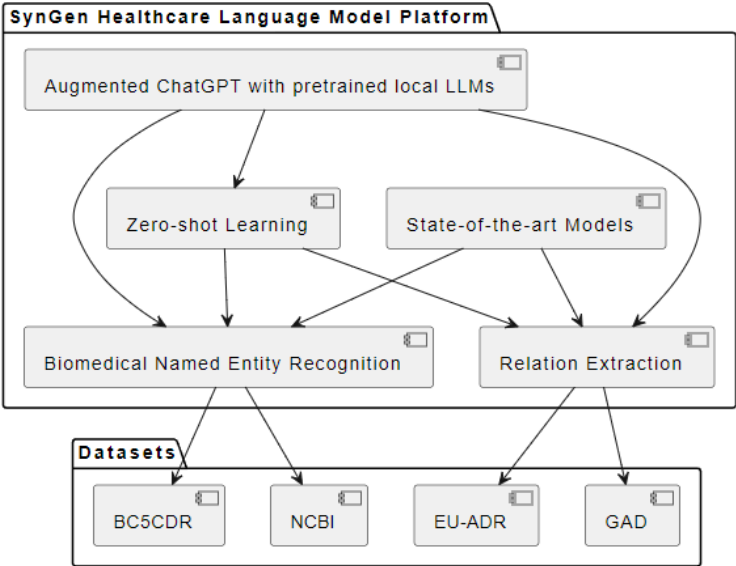 SynGen Healthcare Language Model Platform
Augmented ChatGPT with pretrained local LLMs
Zero-shot Learning
State-of-the-art Models
Biomedical Named Entity Recognition
Relation Extraction
Datasets
BC5CDR
NCBI
EU-ADR
GAD